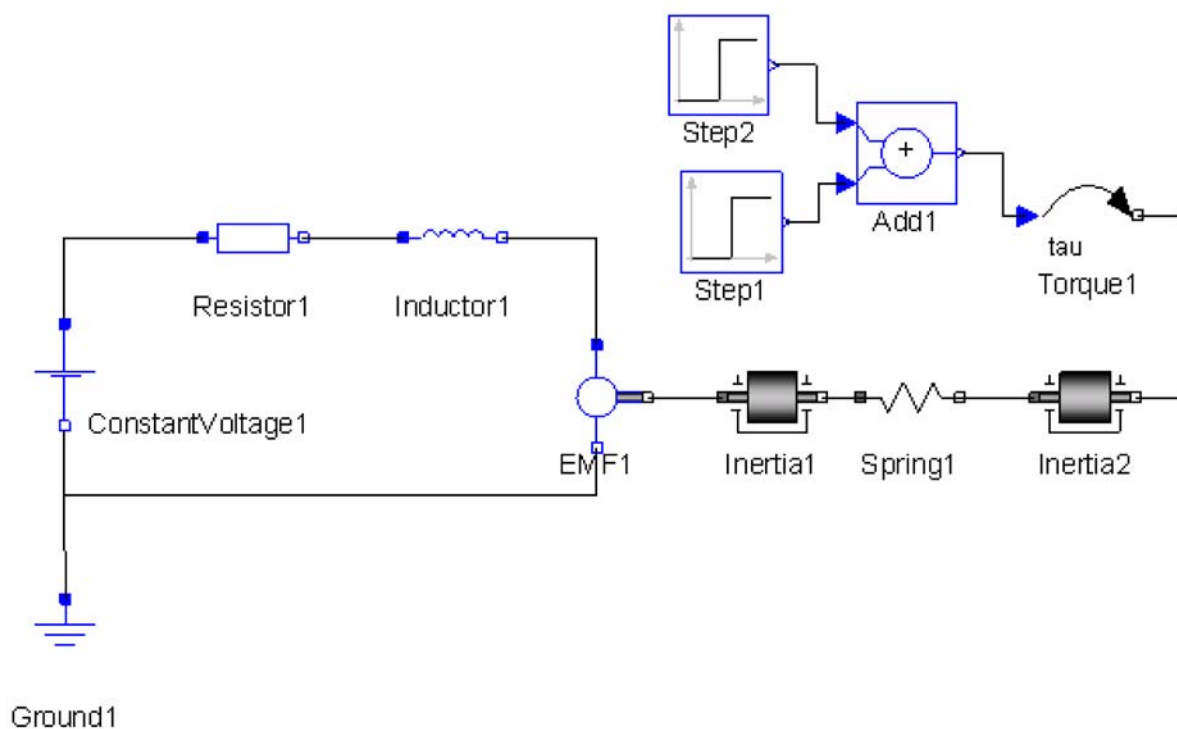 Step2
+
Add1
Step1
tau
Torque1
Resistor1
Inductor1
ConstantVoltage1
EMF1
Inertia1
Spring1
Inertia2
Ground1